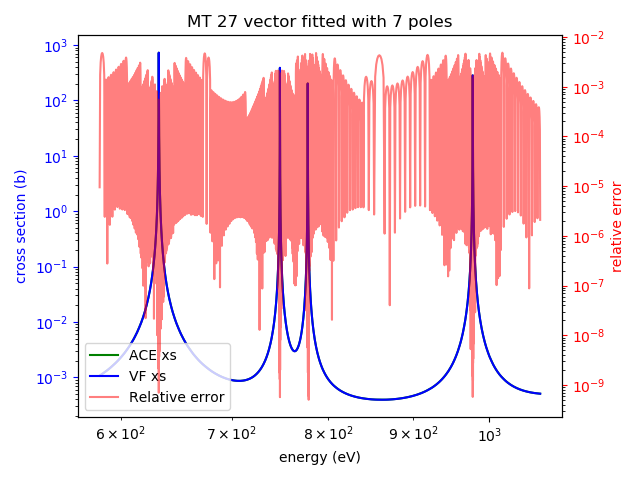 MT 27 vector fitted with 7 poles
10³
10²
10¹
10⁰
10⁻¹
10⁻²
10⁻³
cross section (b)
10⁻²
10⁻³
10⁻⁴
10⁻⁵
10⁻⁶
10⁻⁷
10⁻⁸
10⁻⁹
relative error
ACE xs
VF xs
Relative error
6 × 10² 7 × 10² 8 × 10² 9 × 10² 10³
energy (eV)